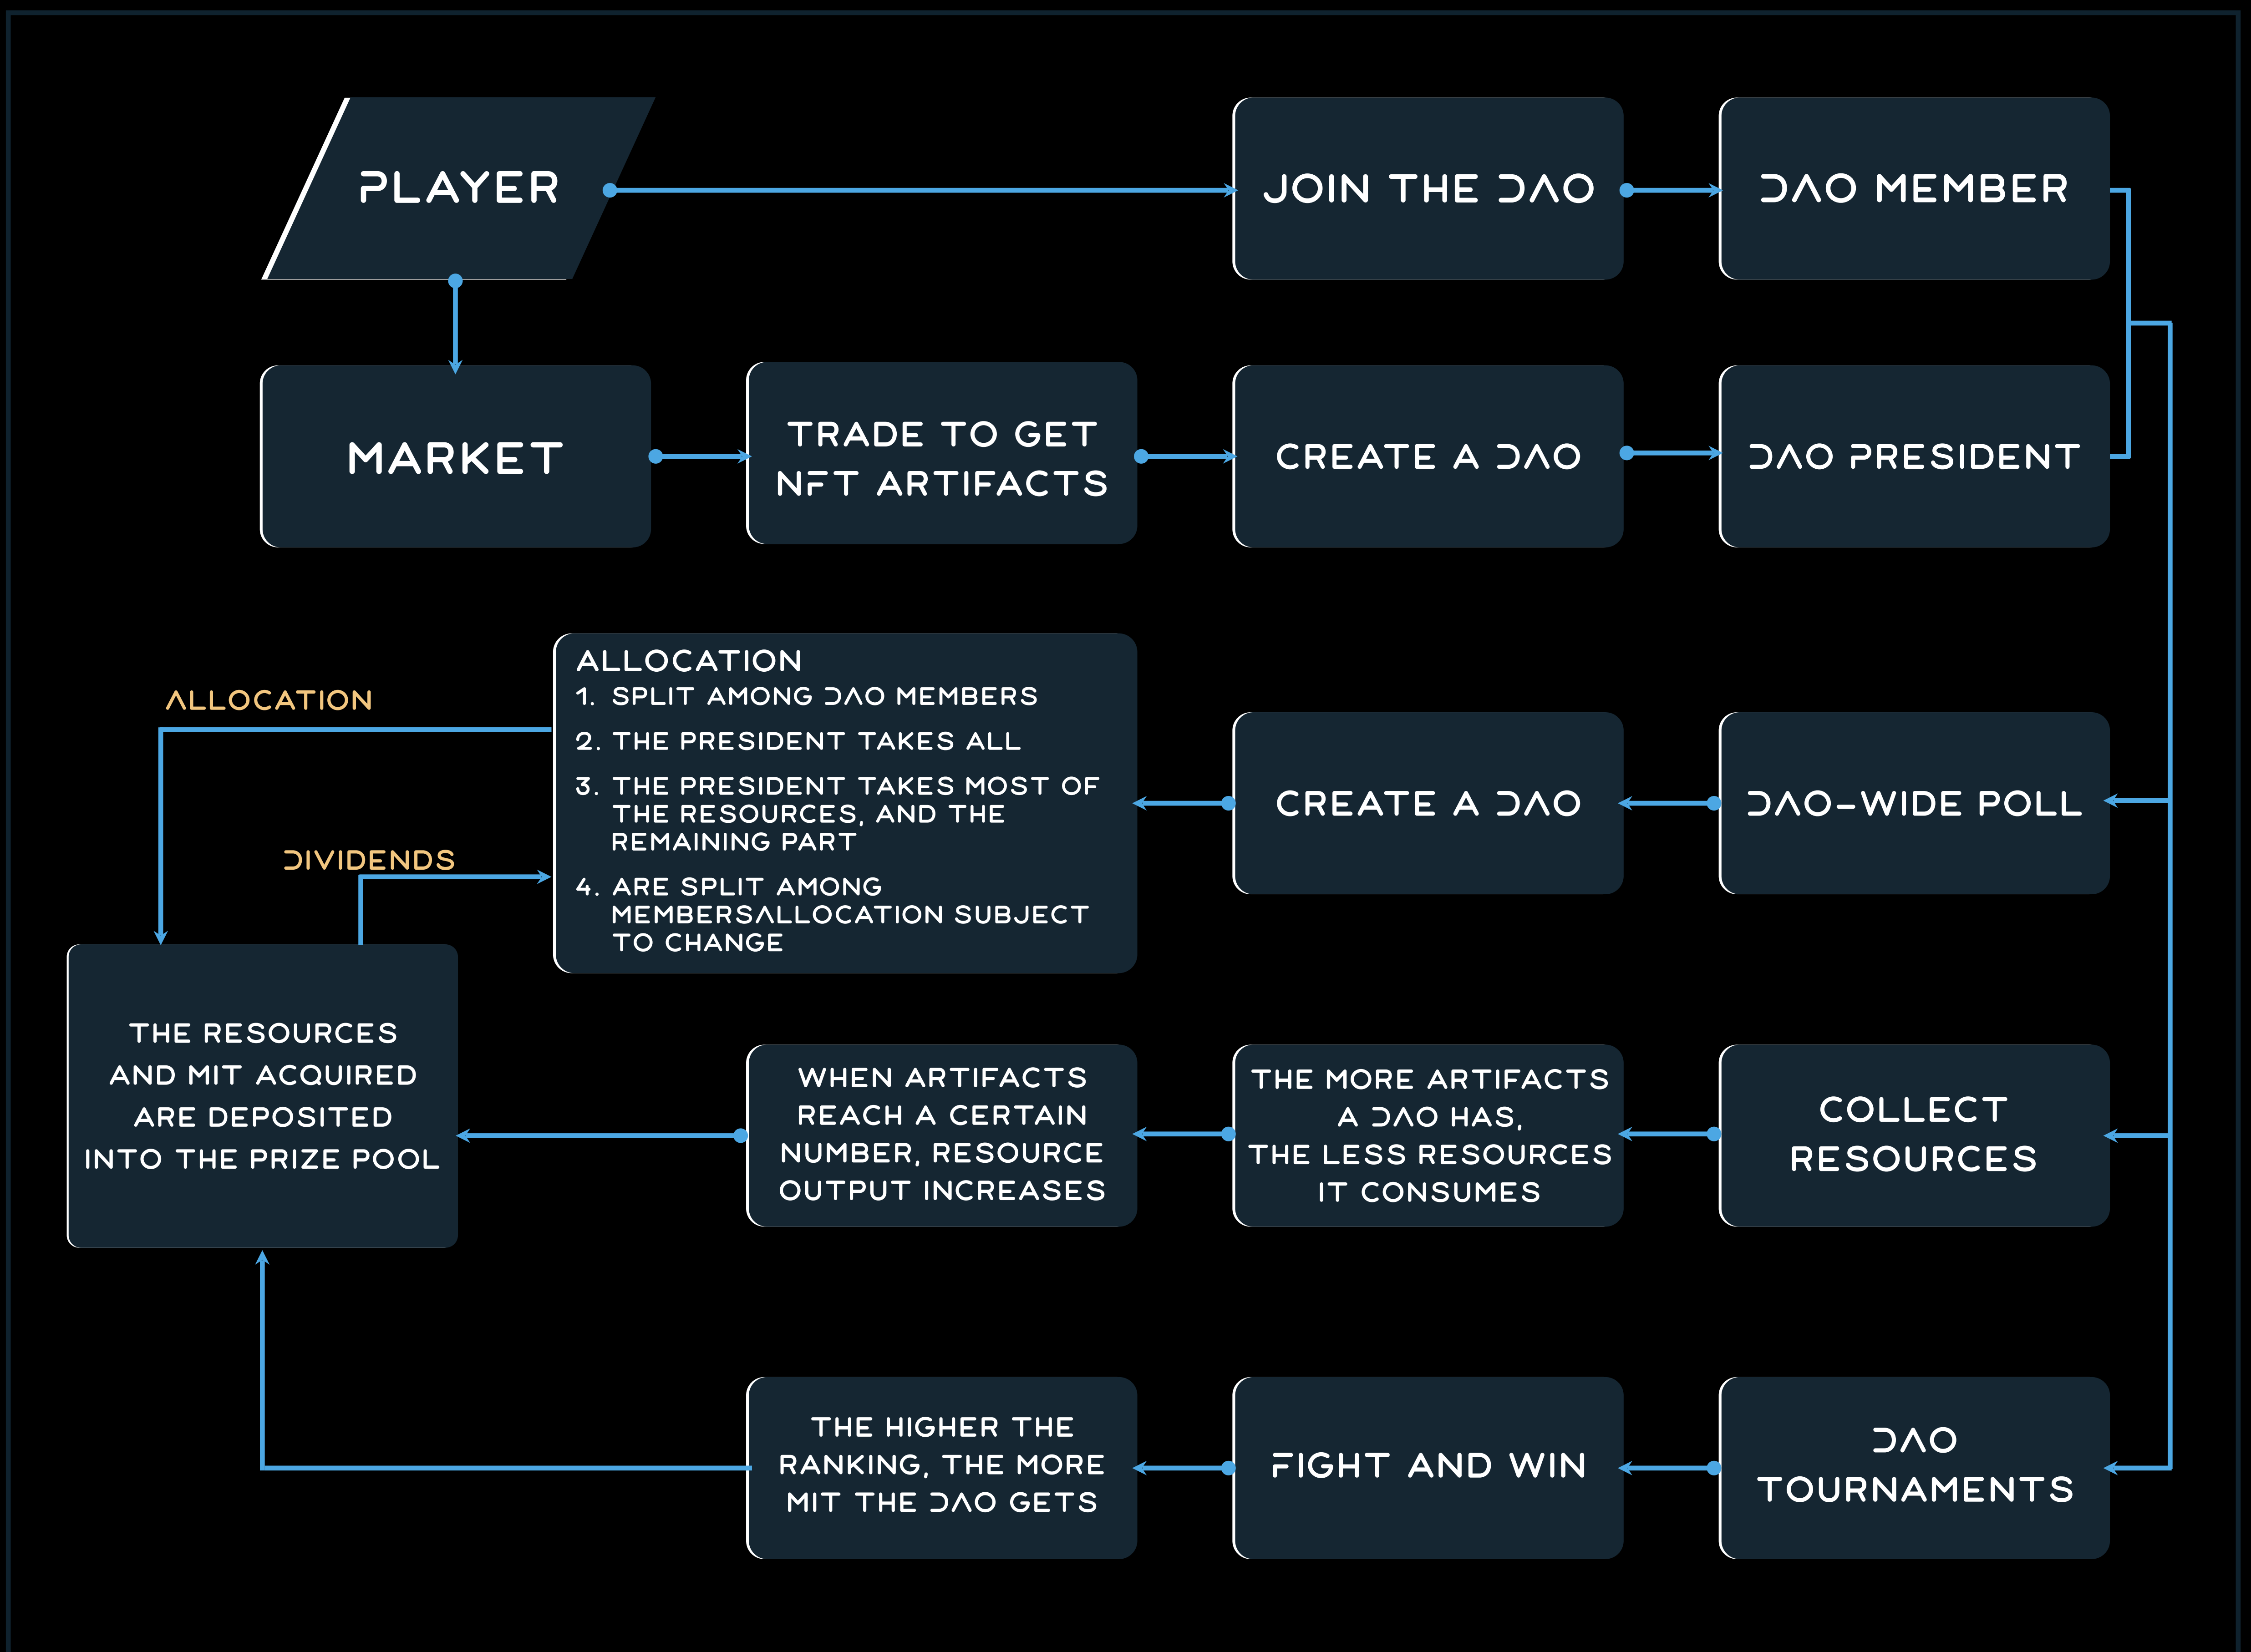 PLAYER
JOIN THE DAO
DAO MEMBER
MARKET
TRADE TO GET
NFT ARTIFACTS
CREATE A DAO
DAO PRESIDENT
ALLOCATION
DIVIDENDS
ALLOCATION
1. SPLIT AMONG DAO MEMBERS
2. THE PRESIDENT TAKES ALL
3. THE PRESIDENT TAKES MOST OF
THE RESOURCES, AND THE
REMAINING PART
4. ARE SPLIT AMONG
MEMBERSALLOCATION SUBJECT
TO CHANGE
CREATE A DAO
DAO-WIDE POLL
THE RESOURCES
AND MIT ACQUIRED
ARE DEPOSITED
INTO THE PRIZE POOL
WHEN ARTIFACTS
REACH A CERTAIN
NUMBER, RESOURCE
OUTPUT INCREASES
THE MORE ARTIFACTS
A DAO HAS,
THE LESS RESOURCES
IT CONSUMES
COLLECT
RESOURCES
THE HIGHER THE
RANKING, THE MORE
MIT THE DAO GETS
FIGHT AND WIN
DAO
TOURNAMENTS